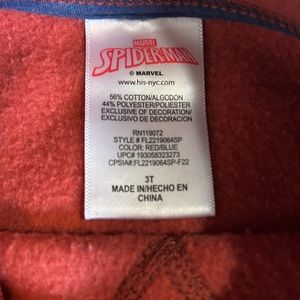 MARVEL
SPIDER-MAN
© MARVEL
www.his-nyc.com
56% COTTON/ALGODON
44% POLYESTER/POLIESTER
EXCLUSIVE OF DECORATION/
EXCLUSIVO DE DECORACION
RN119072
STYLE # FL2219064SP
COLOR: RED/BLUE
UPC# 193058323273
CPSIA#;FL2219064SP-F22
3T
MADE IN/HECHO EN
CHINA